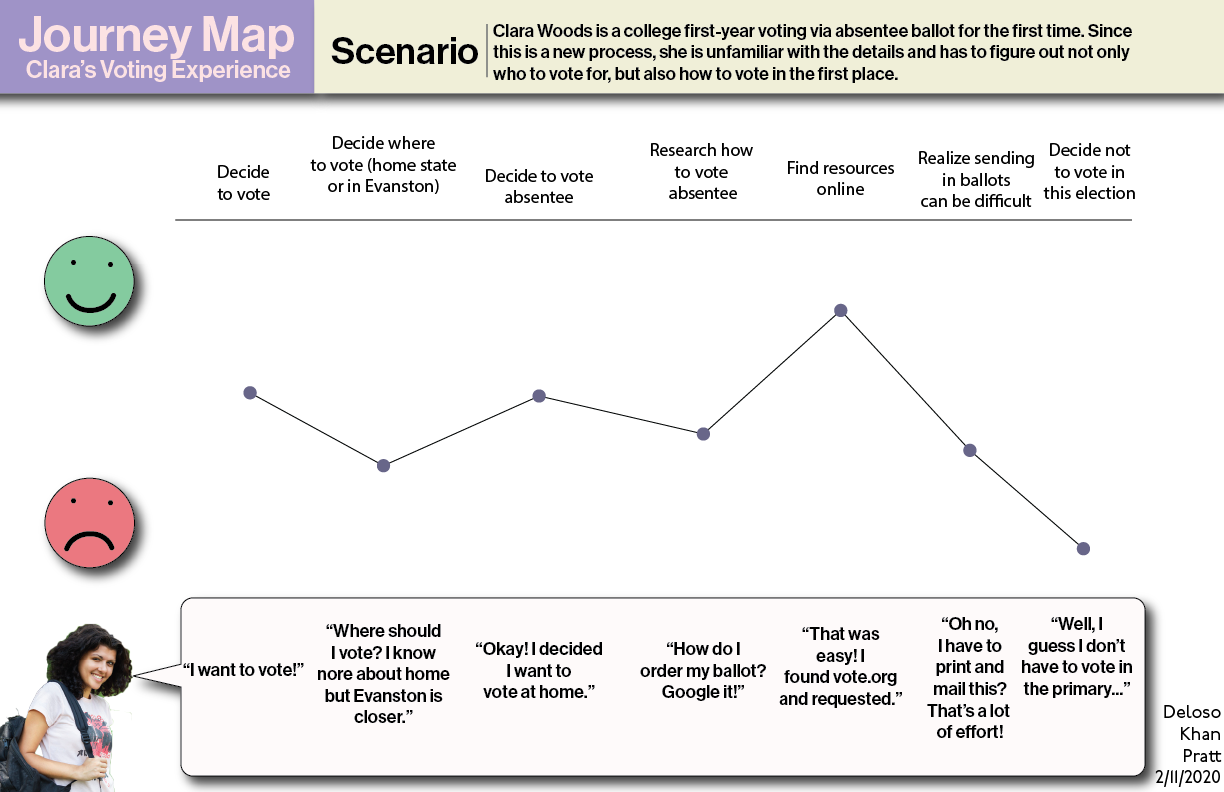 Journey Map
Clara's Voting Experience
Scenario
Clara Woods is a college first-year voting via absentee ballot for the first time. Since
this is a new process, she is unfamiliar with the details and has to figure out not only
who to vote for, but also how to vote in the first place.
Decide
to vote
Decide where
to vote (home state
or in Evanston)
Decide to vote
absentee
Research how
to vote
absentee
Find resources
online
Realize sending
in ballots
can be difficult
Decide not
to vote in
this election
“I want to vote!”
“Where should
I vote? I know
nore about home
but Evanston is
closer.”
“Okay! I decided
I want to
vote at home.”
“How do I
order my ballot?
Google it!”
“That was
easy! I
found vote.org
and requested.”
“Oh no,
I have to
print and
mail this?
That’s a lot
of effort!
“Well, I
guess I don’t
have to vote in
the primary...”
Deloso
Khan
Pratt
2/11/2020